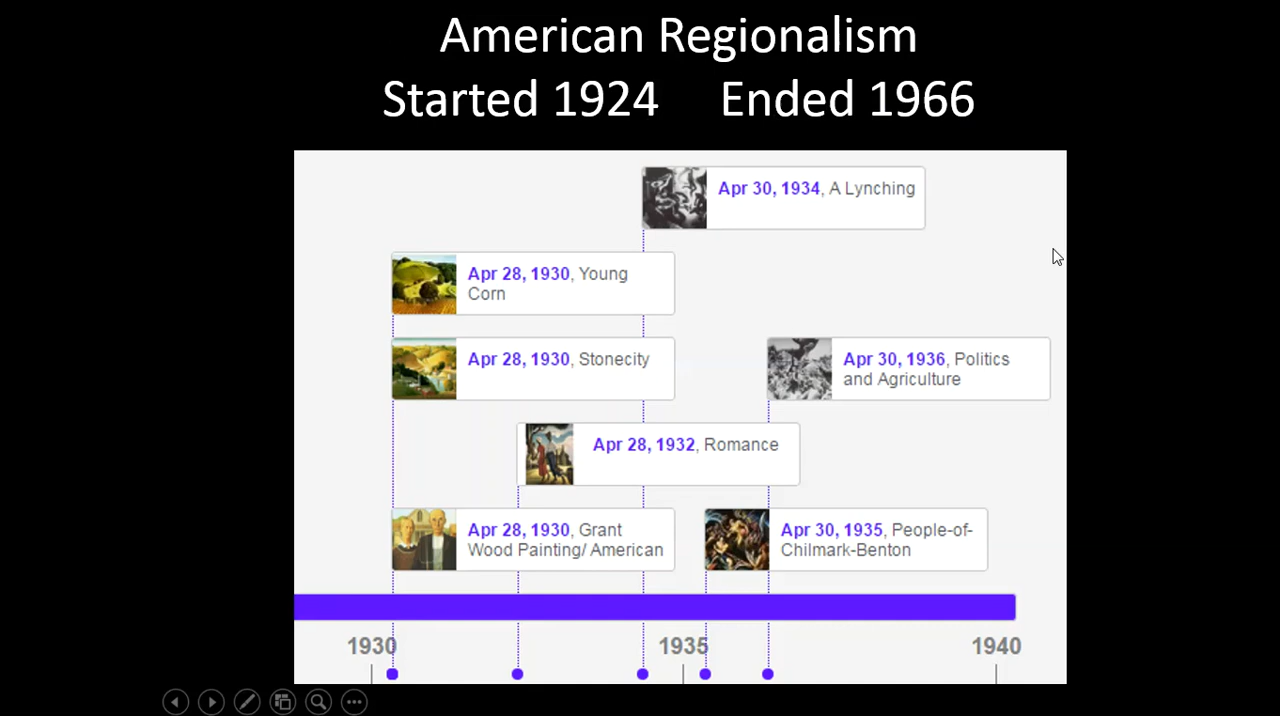 American Regionalism
Started 1924 Ended 1966
Apr 30, 1934, A Lynching
Apr 28, 1930, Young
Corn
Apr 28, 1930, Stonecity
Apr 30, 1936, Politics
and Agriculture
Apr 28, 1932, Romance
Apr 28, 1930, Grant
Wood Painting/ American
Apr 30, 1935, People-of-
Chilmark-Benton
1930 1935 1940